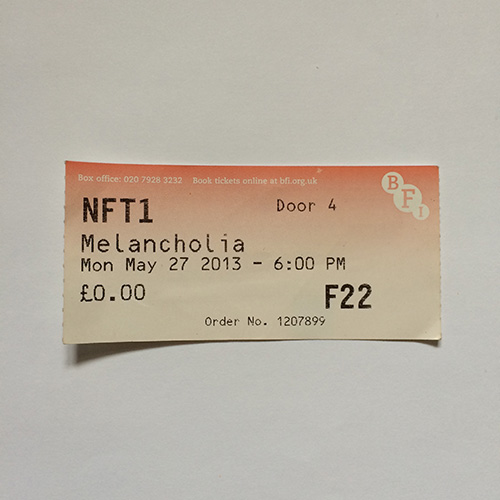 Box office: 020 7928 3232 Book tickets online at bfi.org.uk
BFI
NFT1 Door 4
Melancholia
Mon May 27 2013 - 6:00 PM
£0.00 F22
Order No. 1207899